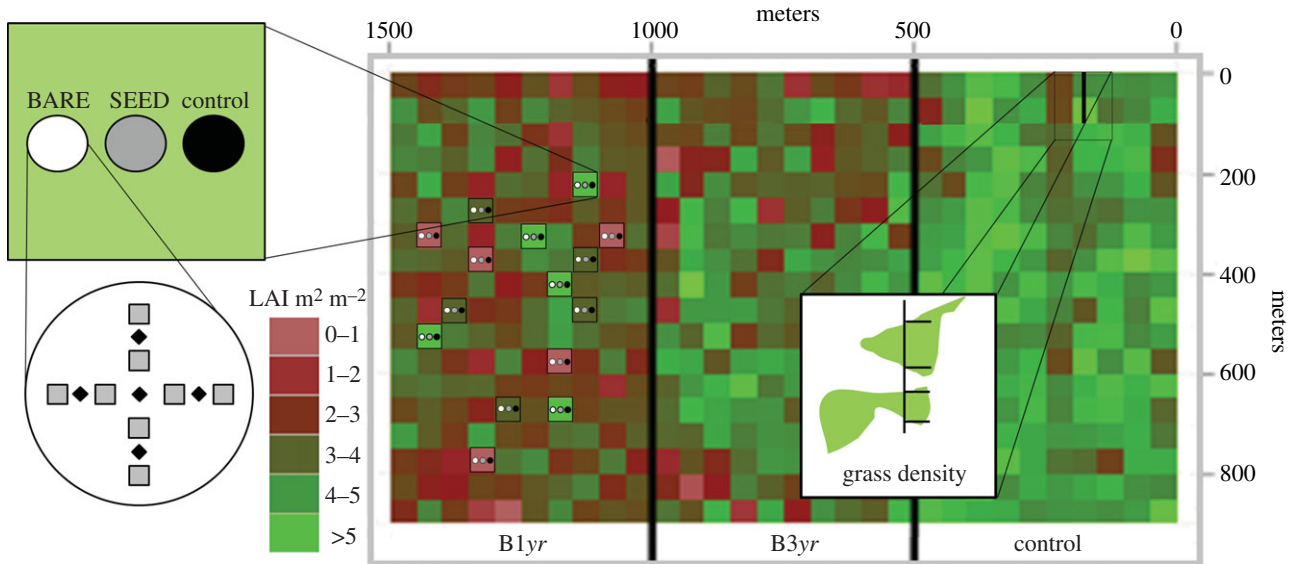 meters
1500 1000 500 0
BARE SEED control
0
200
400
600
800
meters
LAI m² m⁻²
0–1
1–2
2–3
3–4
4–5
>5
grass density
B1yr B3yr control